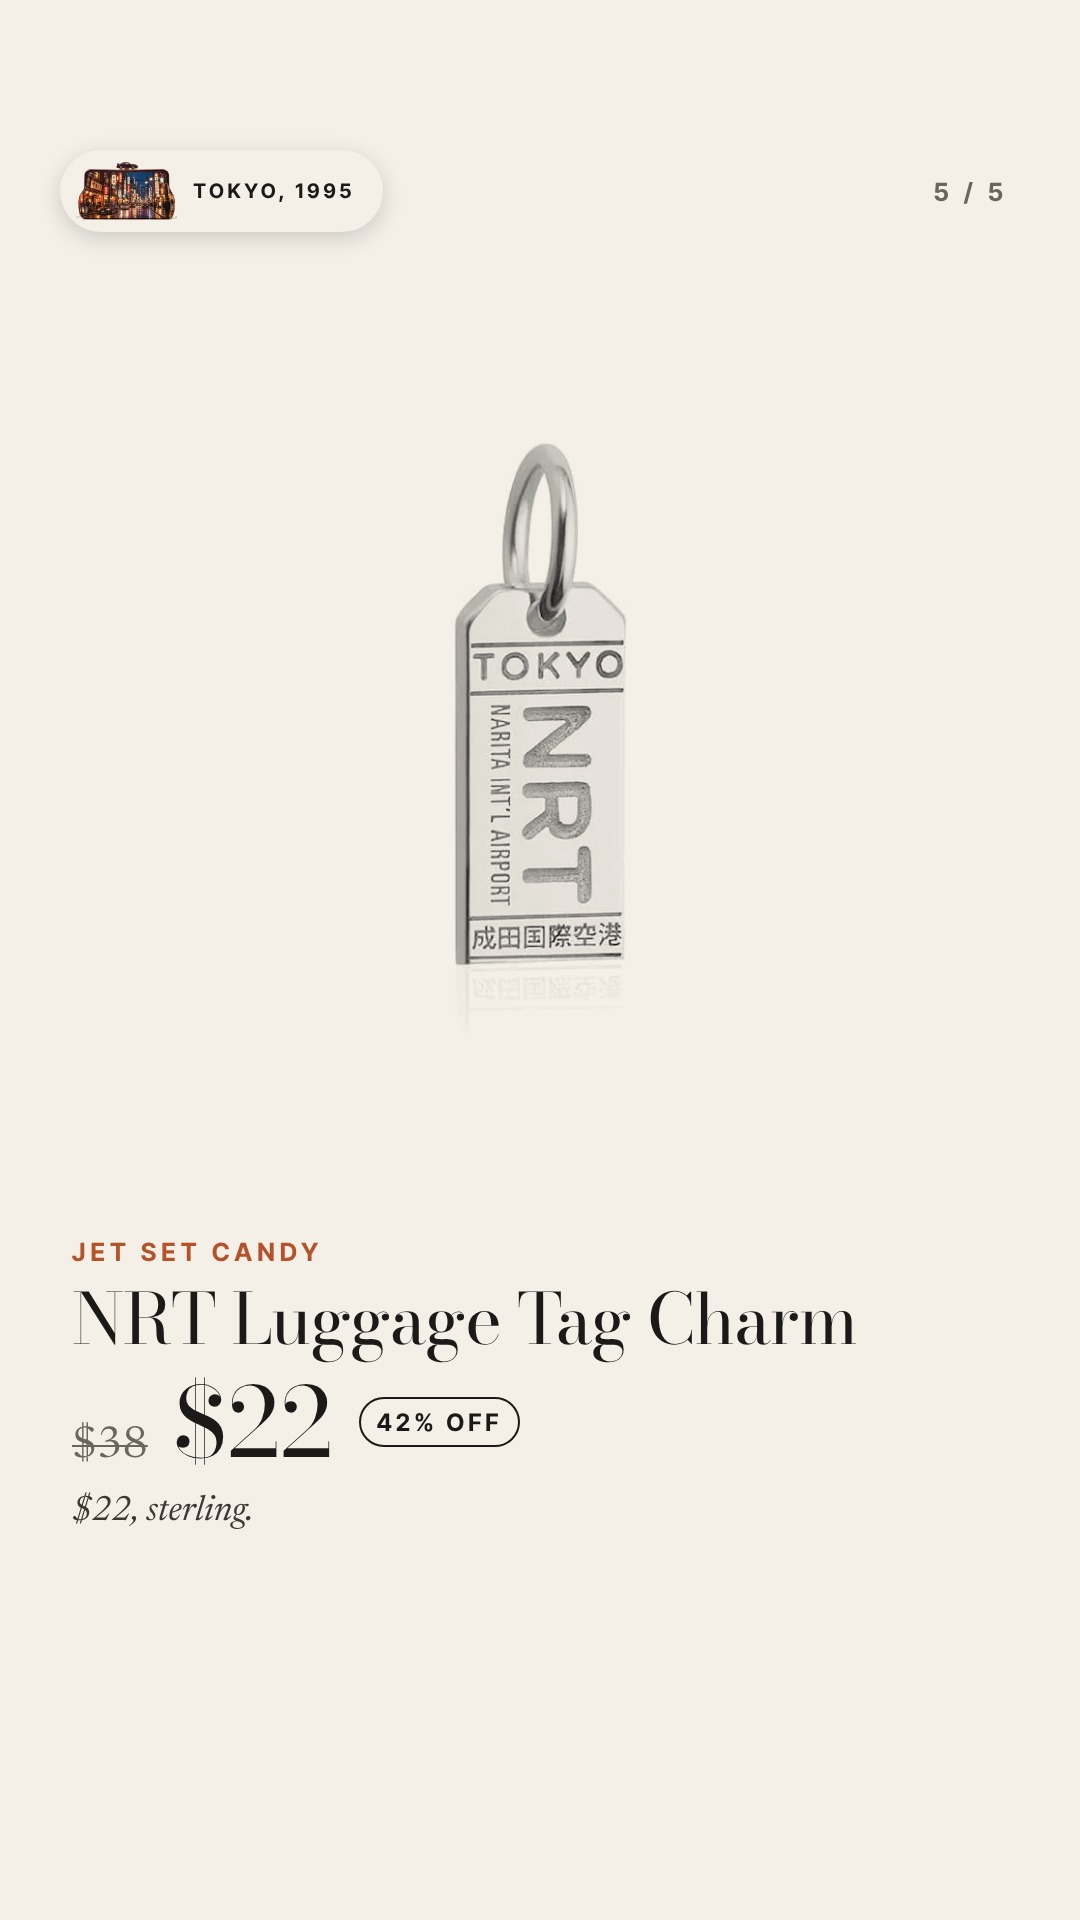 TOKYO, 1995
5 / 5
TOKYO
NRT
NARITA INT'L AIRPORT
成田国際空港
JET SET CANDY
NRT Luggage Tag Charm
$38 $22 42% OFF
$22, sterling.